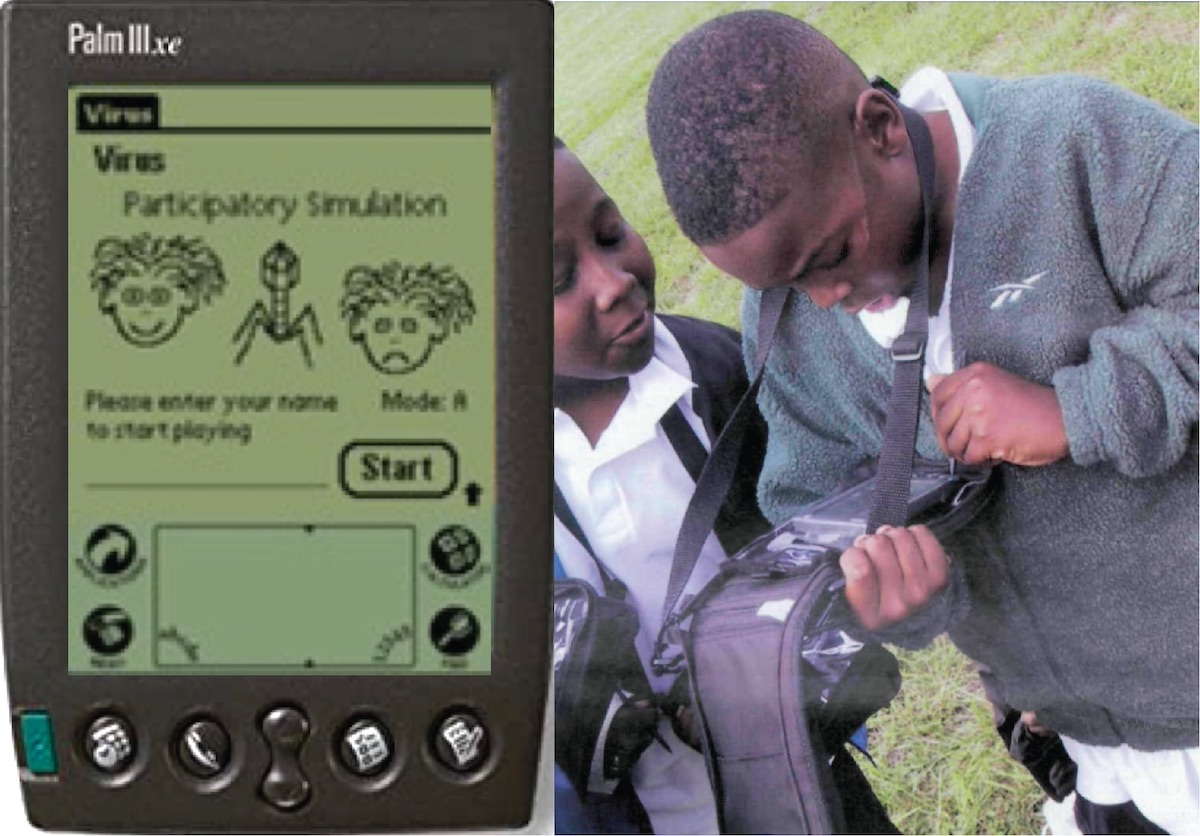 Palm IIIxe
Virus
Virus
Participatory Simulation
Please enter your name
to start playing
Mode: A
Start